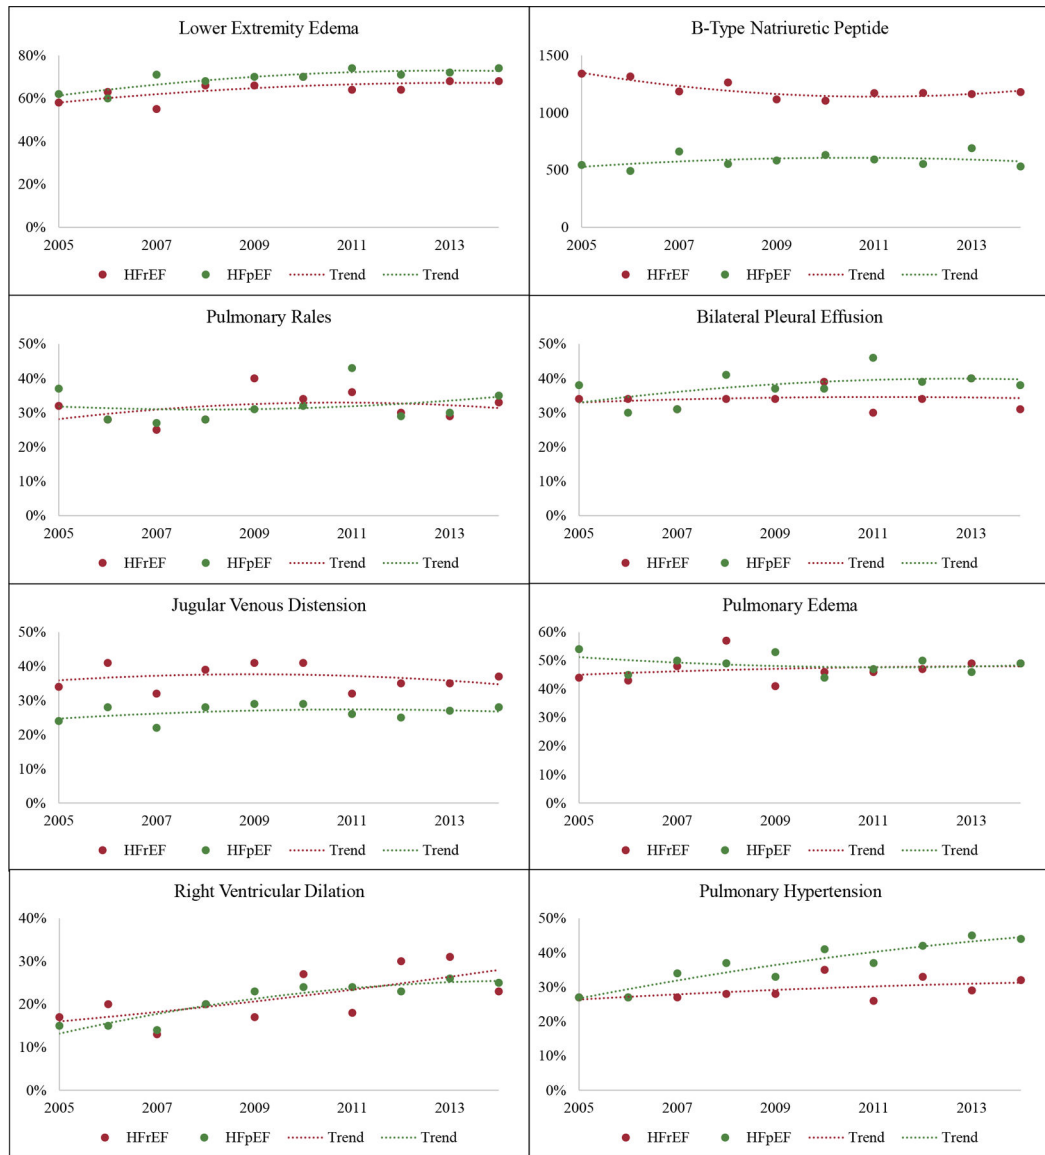 Lower Extremity Edema
80%
60%
40%
20%
0%
2005 2007 2009 2011 2013
HFrEF HFpEF Trend Trend
B-Type Natriuretic Peptide
1500
1000
500
0
2005 2007 2009 2011 2013
HFrEF HFpEF Trend Trend
Pulmonary Rales
50%
40%
30%
20%
10%
0%
2005 2007 2009 2011 2013
HFrEF HFpEF Trend Trend
Bilateral Pleural Effusion
50%
40%
30%
20%
10%
0%
2005 2007 2009 2011 2013
HFrEF HFpEF Trend Trend
Jugular Venous Distension
50%
40%
30%
20%
10%
0%
2005 2007 2009 2011 2013
HFrEF HFpEF Trend Trend
Pulmonary Edema
60%
50%
40%
30%
20%
10%
0%
2005 2007 2009 2011 2013
HFrEF HFpEF Trend Trend
Right Ventricular Dilation
40%
30%
20%
10%
0%
2005 2007 2009 2011 2013
HFrEF HFpEF Trend Trend
Pulmonary Hypertension
50%
40%
30%
20%
10%
0%
2005 2007 2009 2011 2013
HFrEF HFpEF Trend Trend